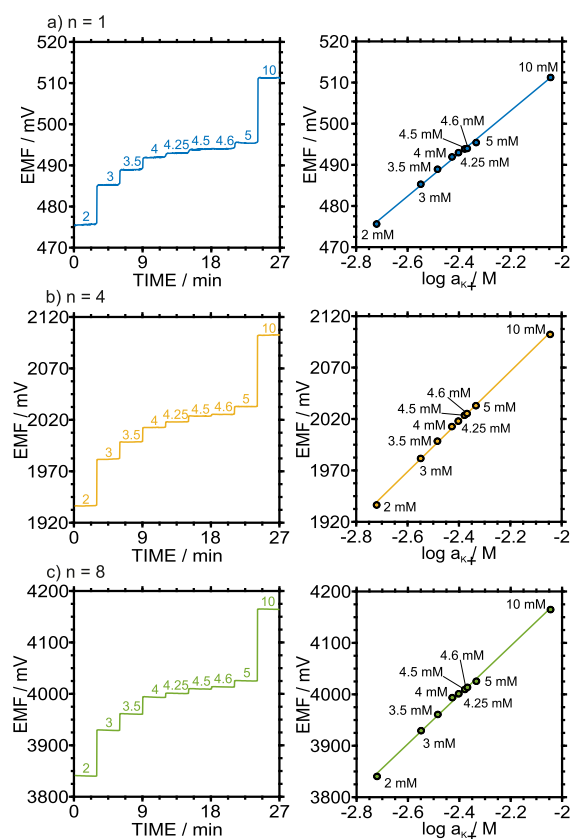 a) n = 1
520
510
500
490
480
470
EMF / mV
2
3
3.5
4
4.25
4.5
4.6
5
10
0
9
18
27
TIME / min
520
510
500
490
480
470
EMF / mV
10 mM
4.6 mM
4.5 mM
5 mM
4 mM
4.25 mM
3.5 mM
3 mM
2 mM
-2.8
-2.6
-2.4
-2.2
-2
log aK+ / M
b) n = 4
2120
2070
2020
1970
1920
EMF / mV
2
3
3.5
4
4.25
4.5
4.6
5
10
0
9
18
27
TIME / min
2120
2070
2020
1970
1920
EMF / mV
10 mM
4.6 mM
4.5 mM
5 mM
4 mM
4.25 mM
3.5 mM
3 mM
2 mM
-2.8
-2.6
-2.4
-2.2
-2
log aK+ / M
c) n = 8
4200
4100
4000
3900
3800
EMF / mV
2
3
3.5
4
4.25
4.5
4.6
5
10
0
9
18
27
TIME / min
4200
4100
4000
3900
3800
EMF / mV
10 mM
4.6 mM
4.5 mM
5 mM
4 mM
4.25 mM
3.5 mM
3 mM
2 mM
-2.8
-2.6
-2.4
-2.2
-2
log aK+ / M